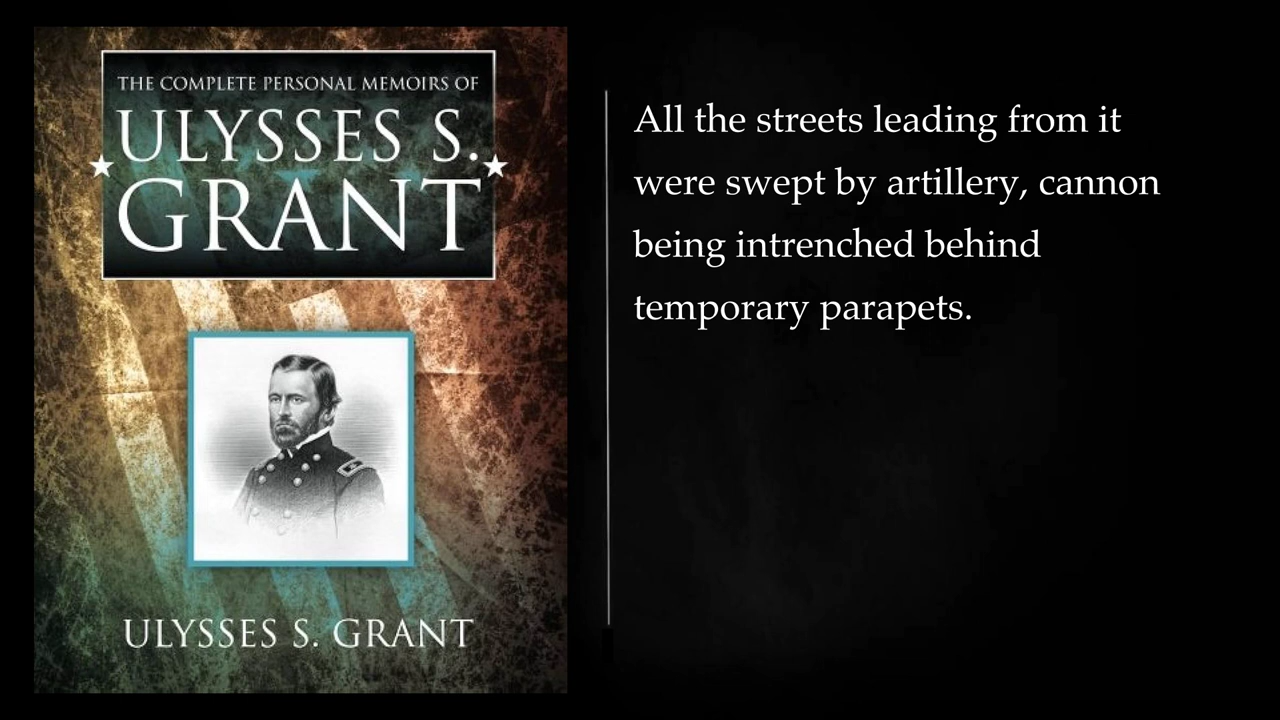 THE COMPLETE PERSONAL MEMOIRS OF
ULYSSES S.
GRANT
ULYSSES S. GRANT
All the streets leading from it
were swept by artillery, cannon
being intrenched behind
temporary parapets.